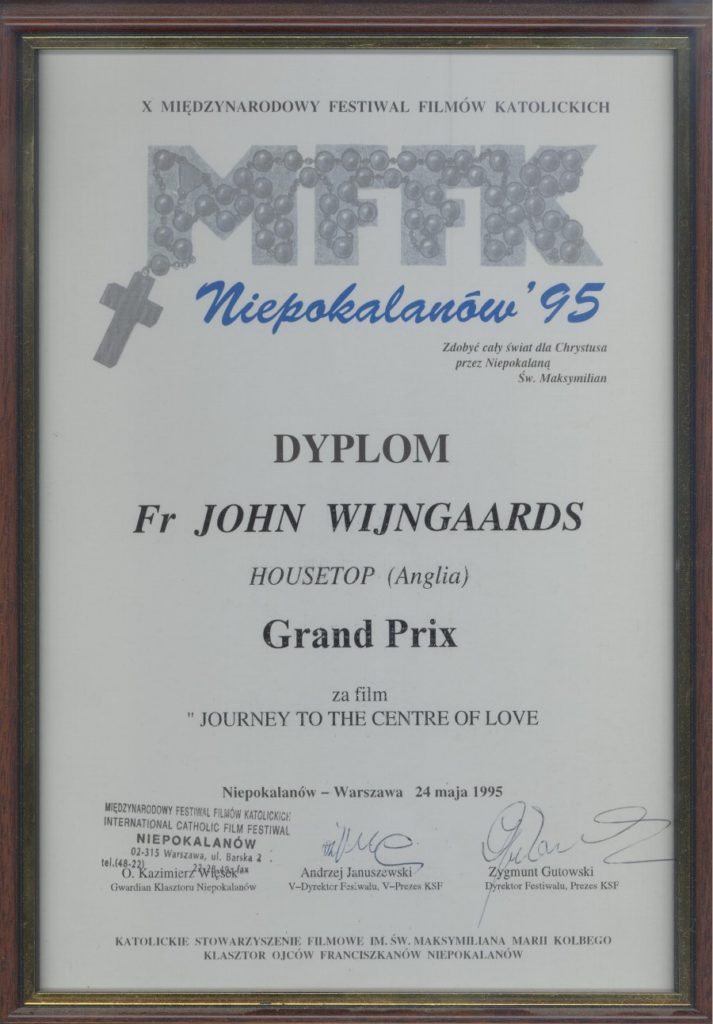 X MIĘDZYNARODOWY FESTIWAL FILMÓW KATOLICKICH
MFFK
Niepokalanów '95
Zdobyć cały świat dla Chrystusa
przez Niepokalaną
Św. Maksymilian
DYPLOM
Fr JOHN WIJNGAARDS
HOUSETOP (Anglia)
Grand Prix
za film
" JOURNEY TO THE CENTRE OF LOVE
Niepokalanów – Warszawa 24 maja 1995
MIĘDZYNARODOWY FESTIWAL FILMÓW KATOLICKICH
INTERNATIONAL CATHOLIC FILM FESTIWAL
NIEPOKALANÓW
02-315 Warszawa, ul. Barska 2
tel.(48-22)
O. Kazimierz
Gwardian Klasztoru Niepokalanów
Andrzej Januszewski
V–Dyrektor Festiwalu, V–Prezes KSF
Zygmunt Gutowski
Dyrektor Festiwalu, Prezes KSF
KATOLICKIE STOWARZYSZENIE FILMOWE IM. ŚW. MAKSYMILIANA MARII KOLBEGO
KLASZTOR OJCÓW FRANCISZKANÓW NIEPOKALANÓW